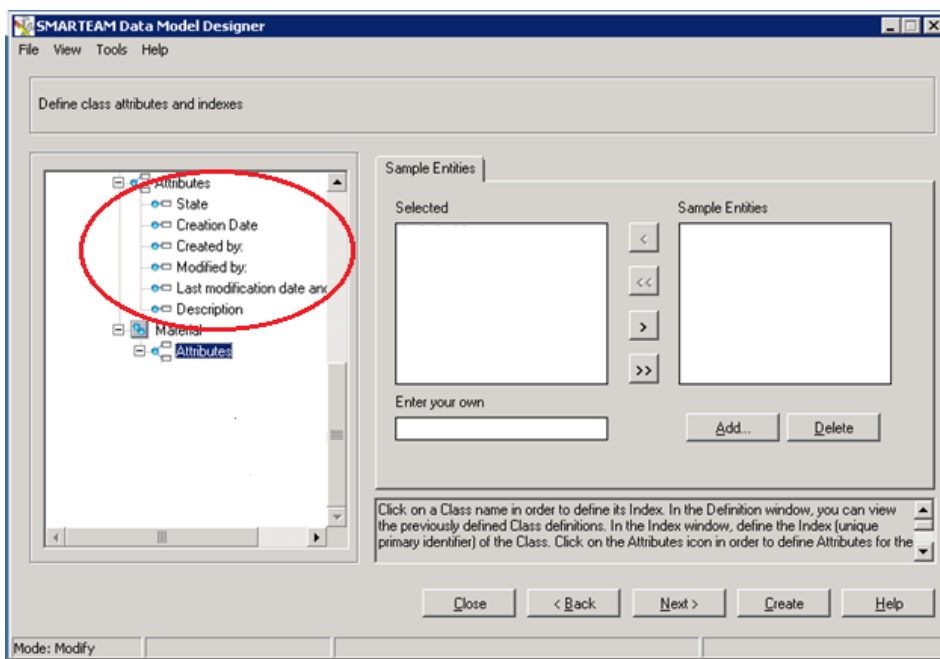 SMARTEAM Data Model Designer
File View Tools Help
Define class attributes and indexes
Attributes
State
Creation Date
Created by:
Modified by:
Last modification date and
Description
Material
Attributes
Sample Entities
Selected
Sample Entities
<
<<
>
>>
Enter your own
Add...
Delete
Click on a Class name in order to define its Index. In the Definition window, you can view
the previously defined Class definitions. In the Index window, define the Index (unique
primary identifier) of the Class. Click on the Attributes icon in order to define Attributes for the
Close
< Back
Next >
Create
Help
Mode: Modify